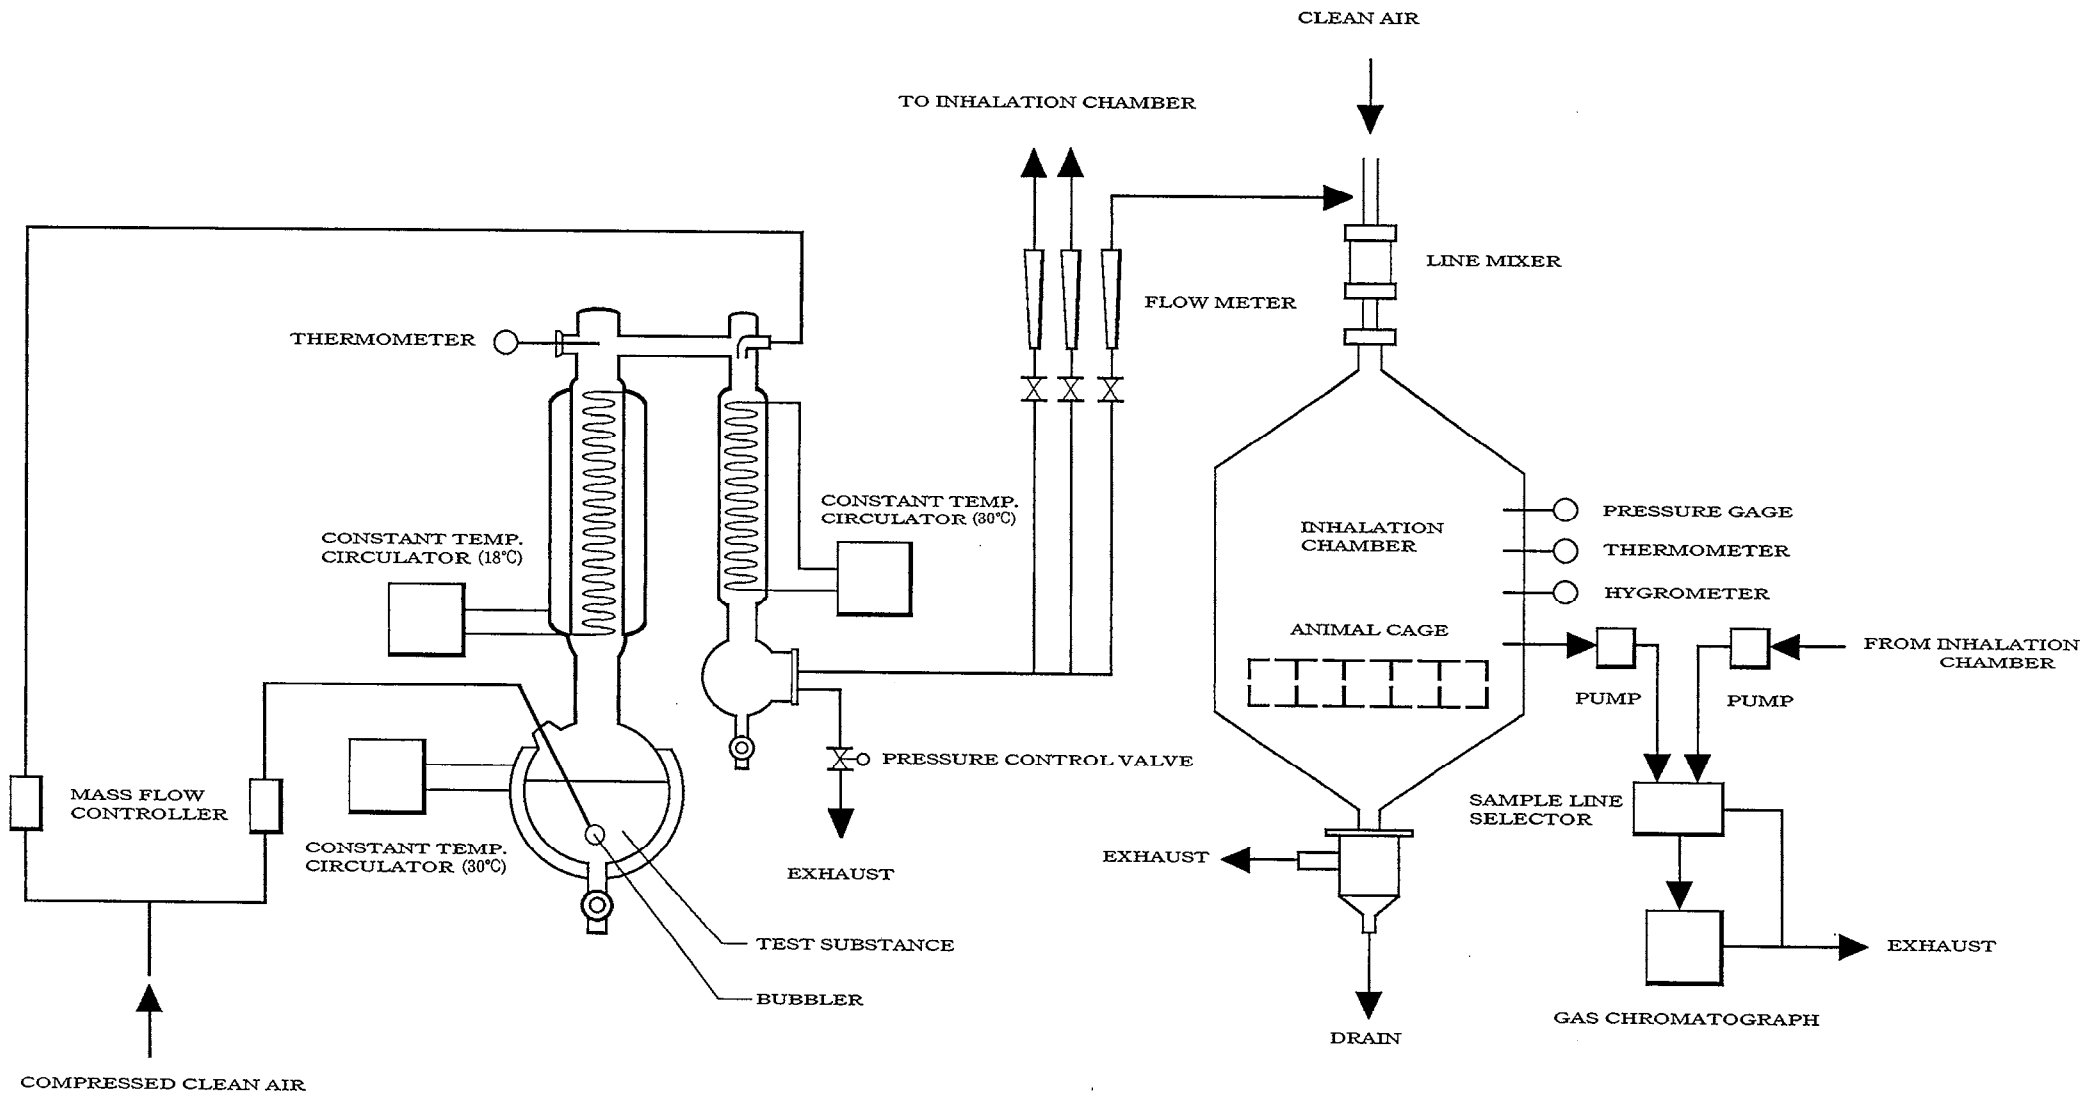 CLEAN AIR
TO INHALATION CHAMBER
LINE MIXER
FLOW METER
THERMOMETER
CONSTANT TEMP.
CIRCULATOR (30°C)
CONSTANT TEMP.
CIRCULATOR (18°C)
INHALATION
CHAMBER
PRESSURE GAGE
THERMOMETER
HYGROMETER
ANIMAL CAGE
FROM INHALATION
CHAMBER
PUMP
PUMP
PRESSURE CONTROL VALVE
MASS FLOW
CONTROLLER
SAMPLE LINE
SELECTOR
CONSTANT TEMP.
CIRCULATOR (30°C)
EXHAUST
EXHAUST
TEST SUBSTANCE
EXHAUST
BUBBLER
GAS CHROMATOGRAPH
DRAIN
COMPRESSED CLEAN AIR